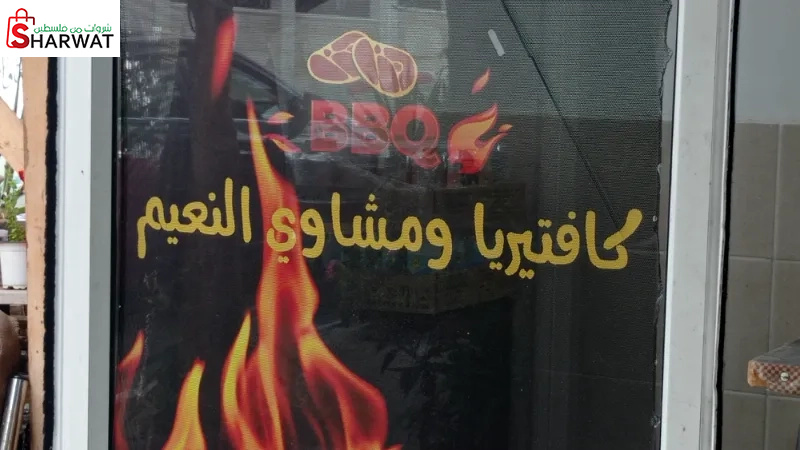 شروات من فلسطين
SHARWAT
BBQ
كافتيريا ومشاوي النعيم